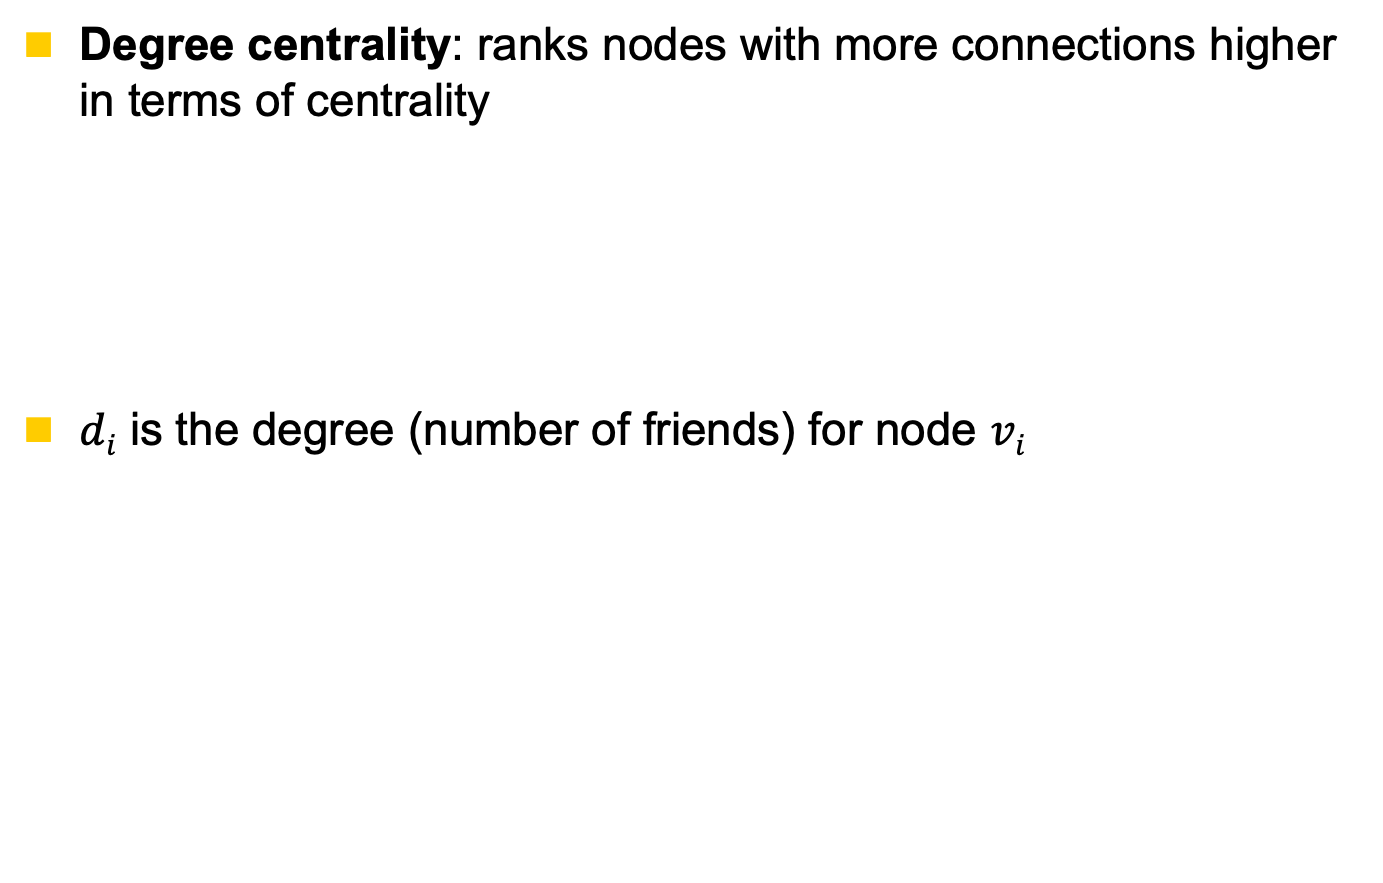 Degree centrality: ranks nodes with more connections higher
in terms of centrality
𝑑ᵢ is the degree (number of friends) for node 𝑣ᵢ